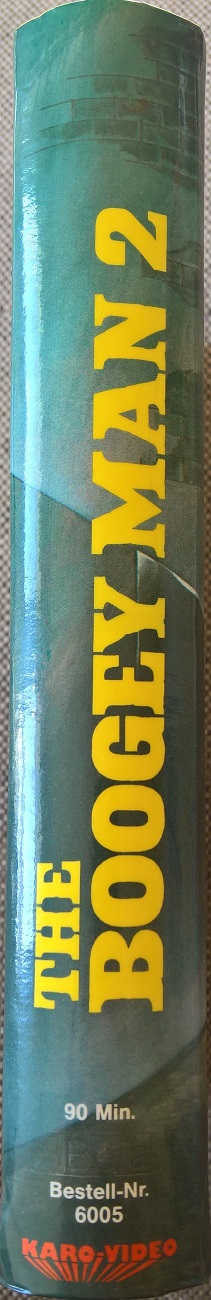 THE
BOOGEY MAN 2
90 Min.
Bestell-Nr.
6005
KARO-VIDEO